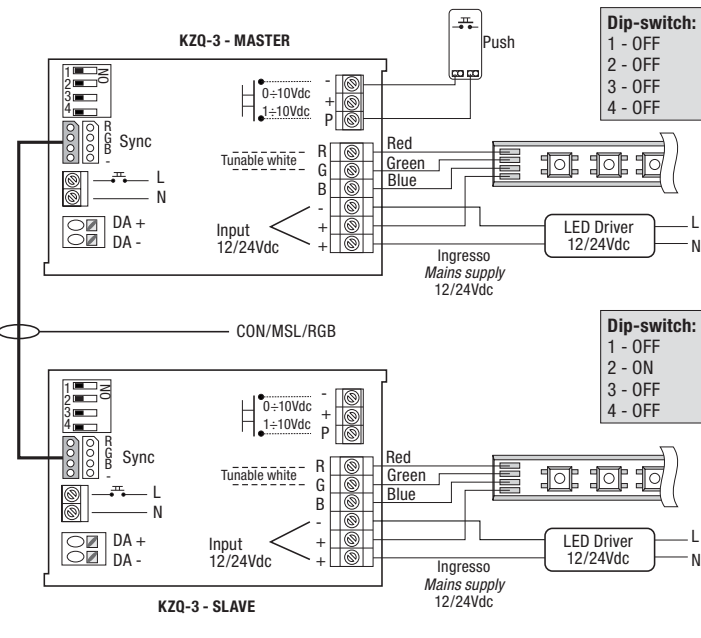 KZQ-3 - MASTER
Push
Dip-switch:
1 - OFF
2 - OFF
3 - OFF
4 - OFF
1
2
3
4
ON
0÷10Vdc
1÷10Vdc
-
+
P
R
G
B
-
Sync
L
N
DA +
DA -
Tunable white
R
G
B
-
+
+
Input
12/24Vdc
Red
Green
Blue
LED Driver
12/24Vdc
L
N
Ingresso
Mains supply
12/24Vdc
CON/MSL/RGB
Dip-switch:
1 - OFF
2 - ON
3 - OFF
4 - OFF
1
2
3
4
ON
0÷10Vdc
1÷10Vdc
-
+
P
R
G
B
-
Sync
L
N
DA +
DA -
Tunable white
R
G
B
-
+
+
Input
12/24Vdc
Red
Green
Blue
LED Driver
12/24Vdc
L
N
Ingresso
Mains supply
12/24Vdc
KZQ-3 - SLAVE